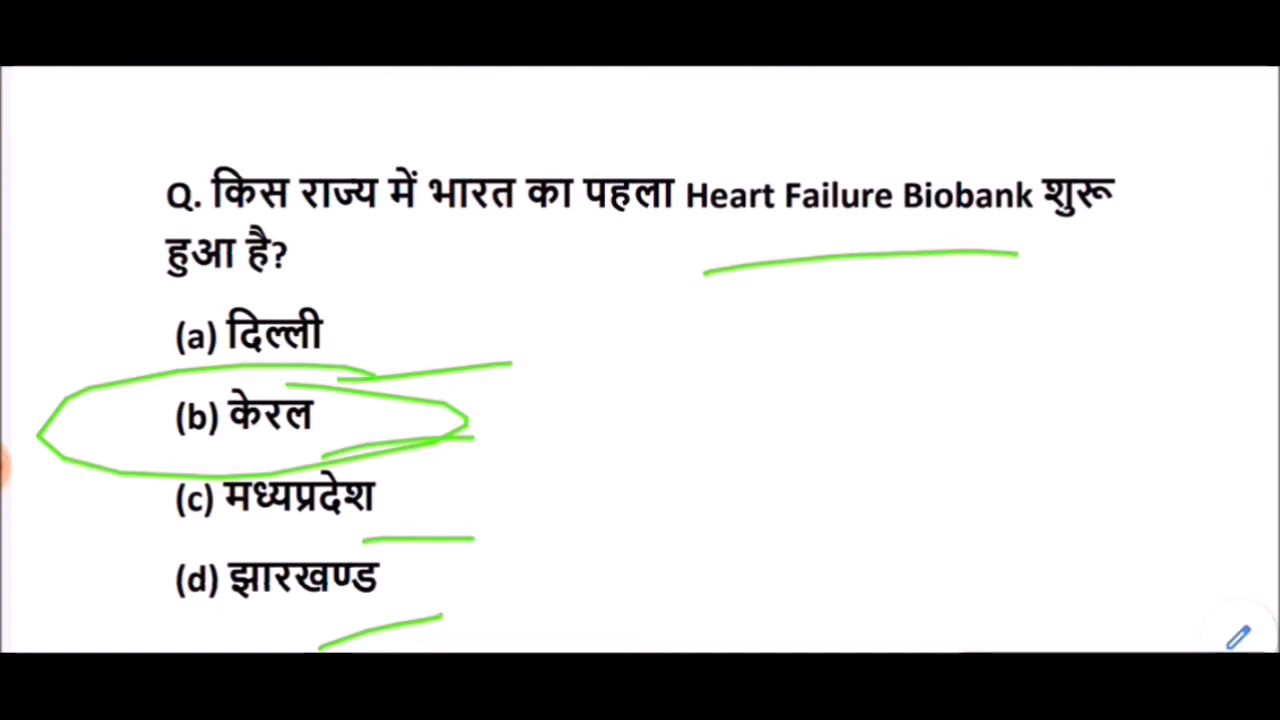 Q. किस राज्य में भारत का पहला Heart Failure Biobank शुरू
हुआ है?
(a) दिल्ली
(b) केरल
(c) मध्यप्रदेश
(d) झारखण्ड